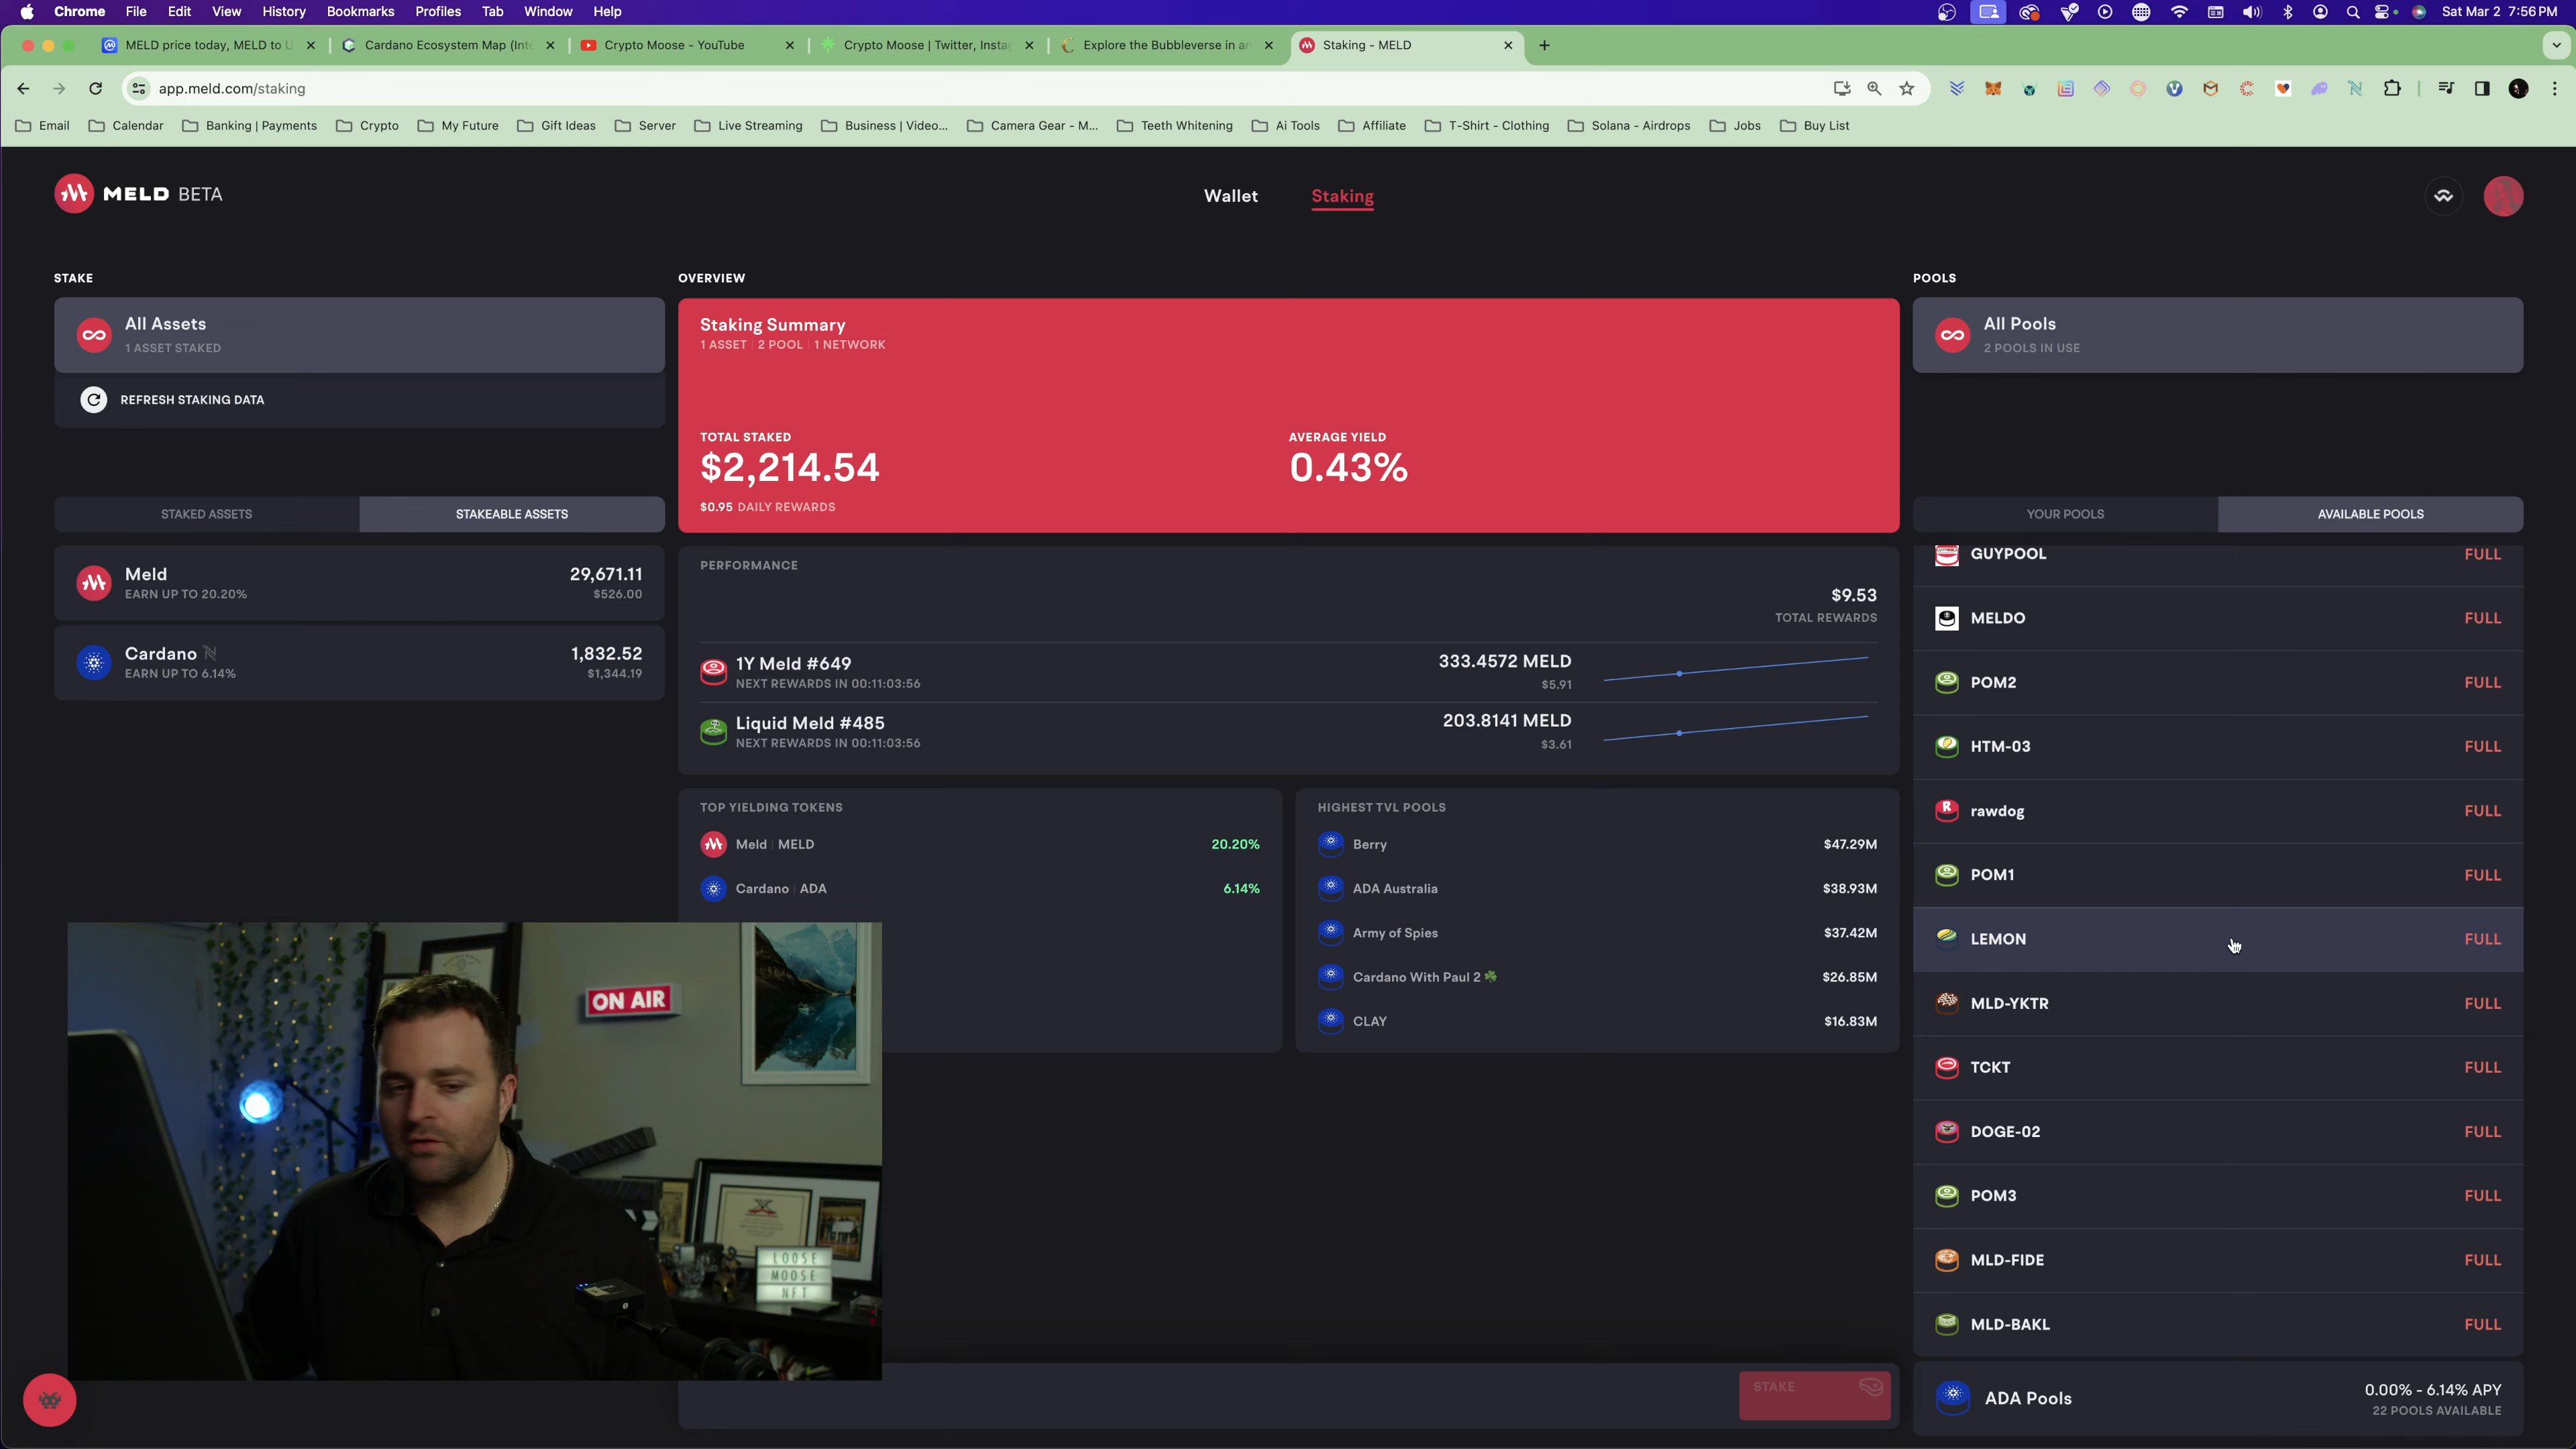 Chrome File Edit View History Bookmarks Profiles Tab Window Help
Sat Mar 2 7:56 PM
MELD price today, MELD to U
Cardano Ecosystem Map (Inte
Crypto Moose - YouTube
Crypto Moose | Twitter, Instag
Explore the Bubbleverse in an
Staking - MELD
app.meld.com/staking
Email
Calendar
Banking | Payments
Crypto
My Future
Gift Ideas
Server
Live Streaming
Business | Video...
Camera Gear - M...
Teeth Whitening
Ai Tools
Affiliate
T-Shirt - Clothing
Solana - Airdrops
Jobs
Buy List
MELD BETA
Wallet
Staking
STAKE
All Assets
1 ASSET STAKED
REFRESH STAKING DATA
STAKED ASSETS
STAKEABLE ASSETS
Meld
29,671.11
EARN UP TO 20.20%
$526.00
Cardano
1,832.52
EARN UP TO 6.14%
$1,344.19
OVERVIEW
Staking Summary
1 ASSET | 2 POOL | 1 NETWORK
TOTAL STAKED
$2,214.54
$0.95 DAILY REWARDS
AVERAGE YIELD
0.43%
PERFORMANCE
$9.53
TOTAL REWARDS
1Y Meld #649
NEXT REWARDS IN 00:11:03:56
333.4572 MELD
$5.91
Liquid Meld #485
NEXT REWARDS IN 00:11:03:56
203.8141 MELD
$3.61
TOP YIELDING TOKENS
Meld | MELD
20.20%
Cardano | ADA
6.14%
HIGHEST TVL POOLS
Berry
$47.29M
ADA Australia
$38.93M
Army of Spies
$37.42M
Cardano With Paul 2
$26.85M
CLAY
$16.83M
STAKE
POOLS
All Pools
2 POOLS IN USE
YOUR POOLS
AVAILABLE POOLS
GUYPOOL
FULL
MELDO
FULL
POM2
FULL
HTM-03
FULL
rawdog
FULL
POM1
FULL
LEMON
FULL
MLD-YKTR
FULL
TCKT
FULL
DOGE-02
FULL
POM3
FULL
MLD-FIDE
FULL
MLD-BAKL
FULL
ADA Pools
0.00% - 6.14% APY
22 POOLS AVAILABLE
ON AIR
LOOSE
MOOSE
NFT